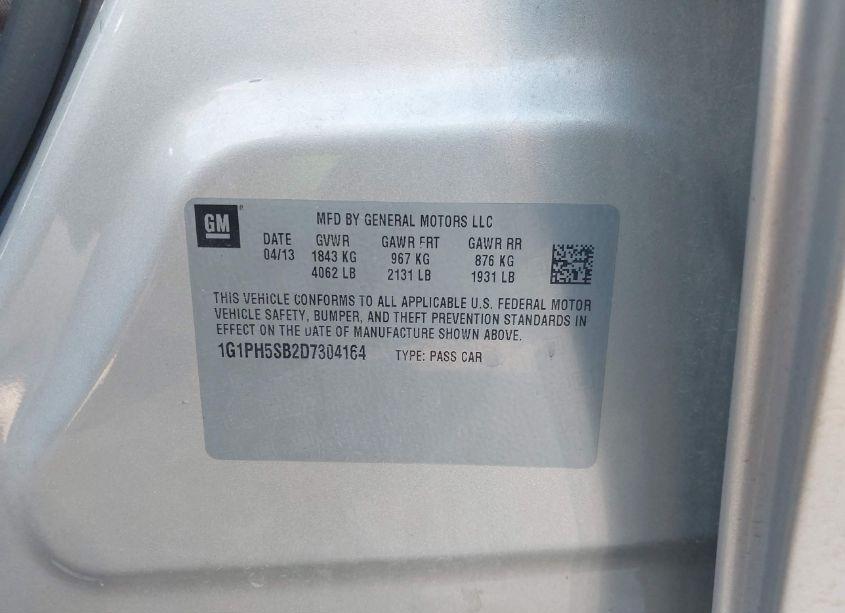 GM®
MFD BY GENERAL MOTORS LLC
DATE GVWR GAWR FRT GAWR RR
04/13 1843 KG 967 KG 876 KG
4062 LB 2131 LB 1931 LB
THIS VEHICLE CONFORMS TO ALL APPLICABLE U.S. FEDERAL MOTOR
VEHICLE SAFETY, BUMPER, AND THEFT PREVENTION STANDARDS IN
EFFECT ON THE DATE OF MANUFACTURE SHOWN ABOVE.
1G1PH5SB2D7304164 TYPE: PASS CAR